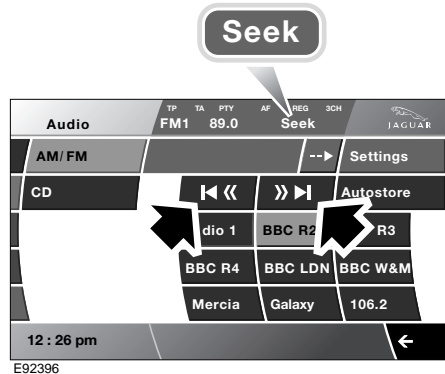 Seek
TP TA PTY AF REG 3CH
Audio FM1 89.0 Seek JAGUAR
AM/FM --> Settings
CD Autostore
dio 1 BBC R2 R3
BBC R4 BBC LDN BBC W&M
Mercia Galaxy 106.2
12 : 26 pm
E92396